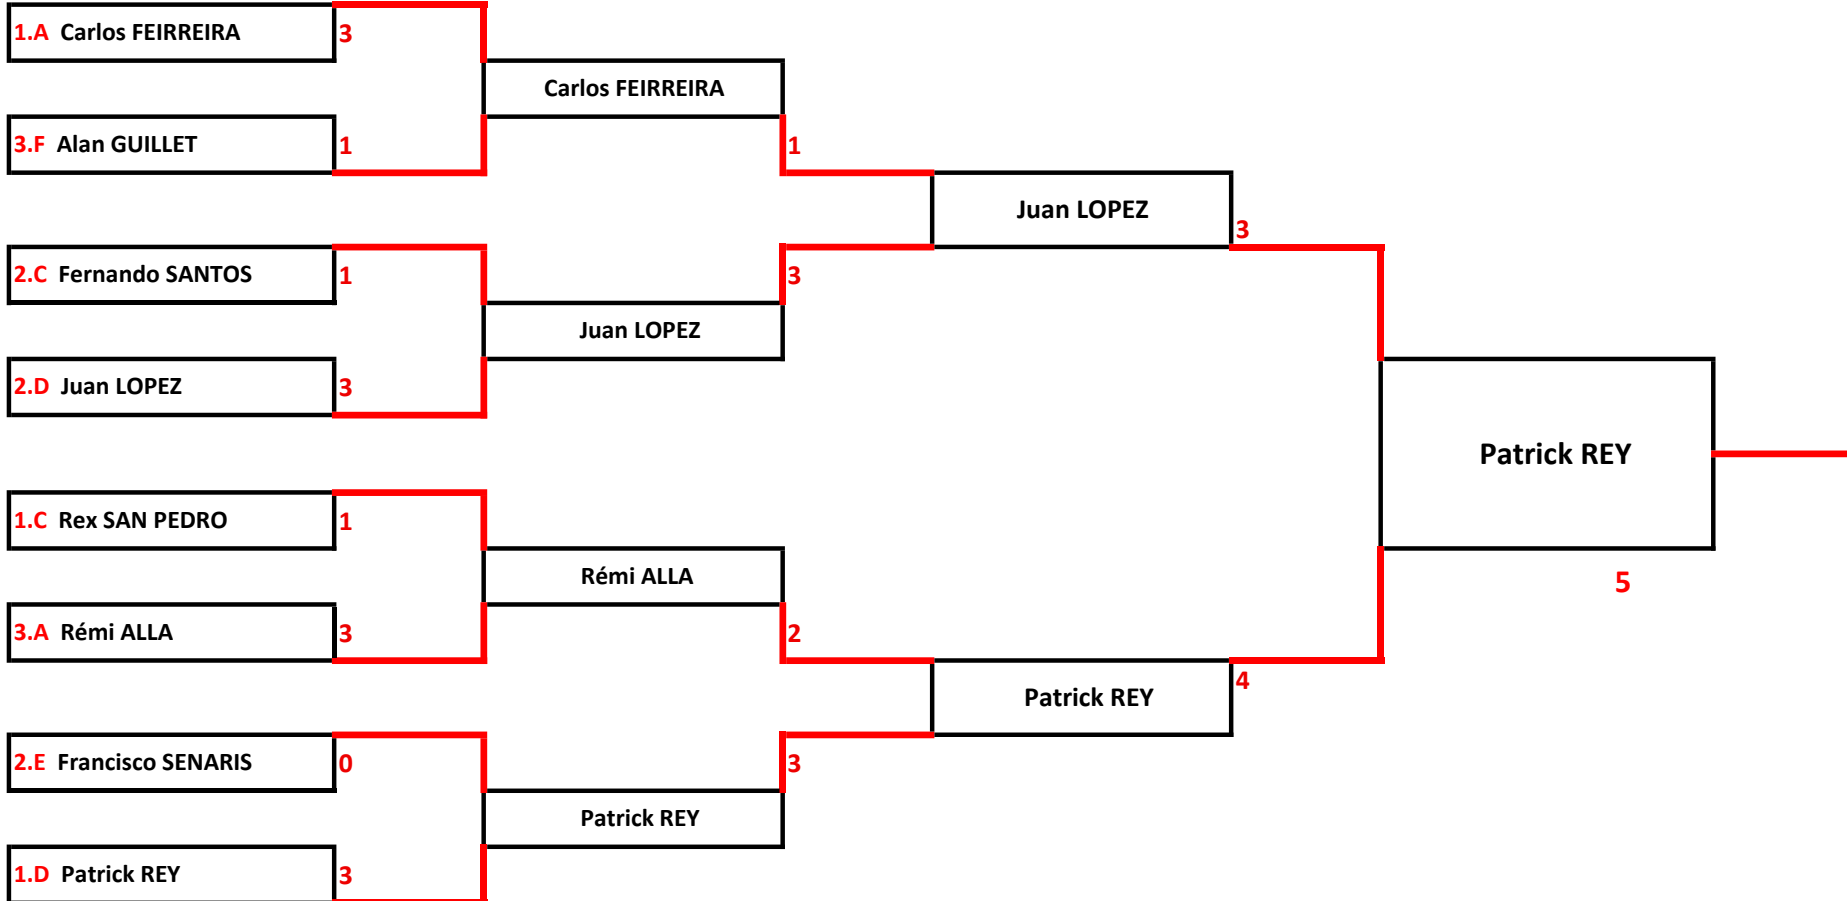 1.A Carlos FEIRREIRA 3
Carlos FEIRREIRA
3.F Alan GUILLET 1
1
Juan LOPEZ
3
2.C Fernando SANTOS 1
3
Juan LOPEZ
2.D Juan LOPEZ 3
Patrick REY
1.C Rex SAN PEDRO 1
Rémi ALLA
5
3.A Rémi ALLA 3
2
4
Patrick REY
2.E Francisco SENARIS 0
3
Patrick REY
1.D Patrick REY 3